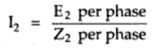 I₂ = E₂ per phase / Z₂ per phase